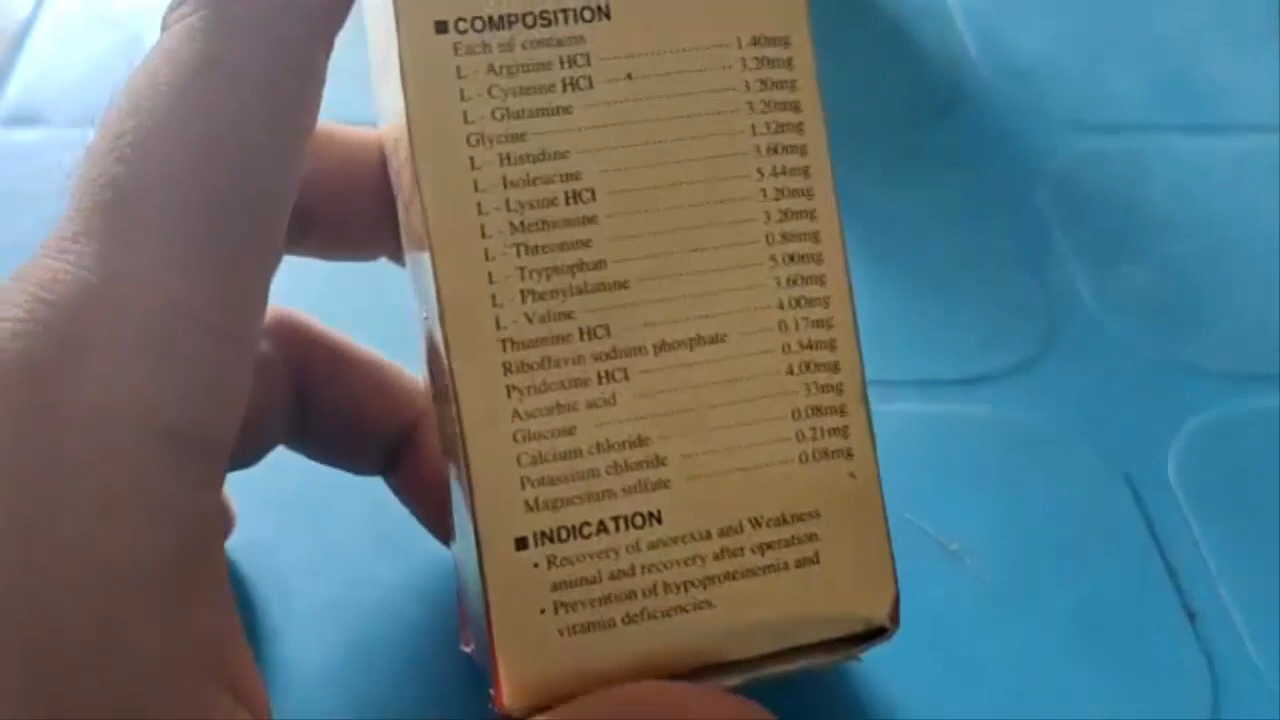 ■ COMPOSITION
Each ml contains
L - Arginine HCl 1.40mg
L - Cysteine HCl 3.20mg
L - Glutamine 3.20mg
Glycine 3.20mg
L - Histidine 1.32mg
L - Isoleucine 3.60mg
L - Lysine HCl 5.44mg
L - Methionine 3.20mg
L - Threonine 3.20mg
L - Tryptophan 0.8mg
L - Phenylalanine 5.00mg
L - Valine 3.60mg
Thiamine HCl 4.00mg
Riboflavin sodium phosphate 0.17mg
Pyridoxine HCl 0.34mg
Ascorbic acid 4.00mg
Glucose 33mg
Calcium chloride 0.08mg
Potassium chloride 0.21mg
Magnesium sulfate 0.08mg
■ INDICATION
• Recovery of anorexia and Weakness
animal and recovery after operation.
• Prevention of hypoproteinemia and
vitamin deficiencies.